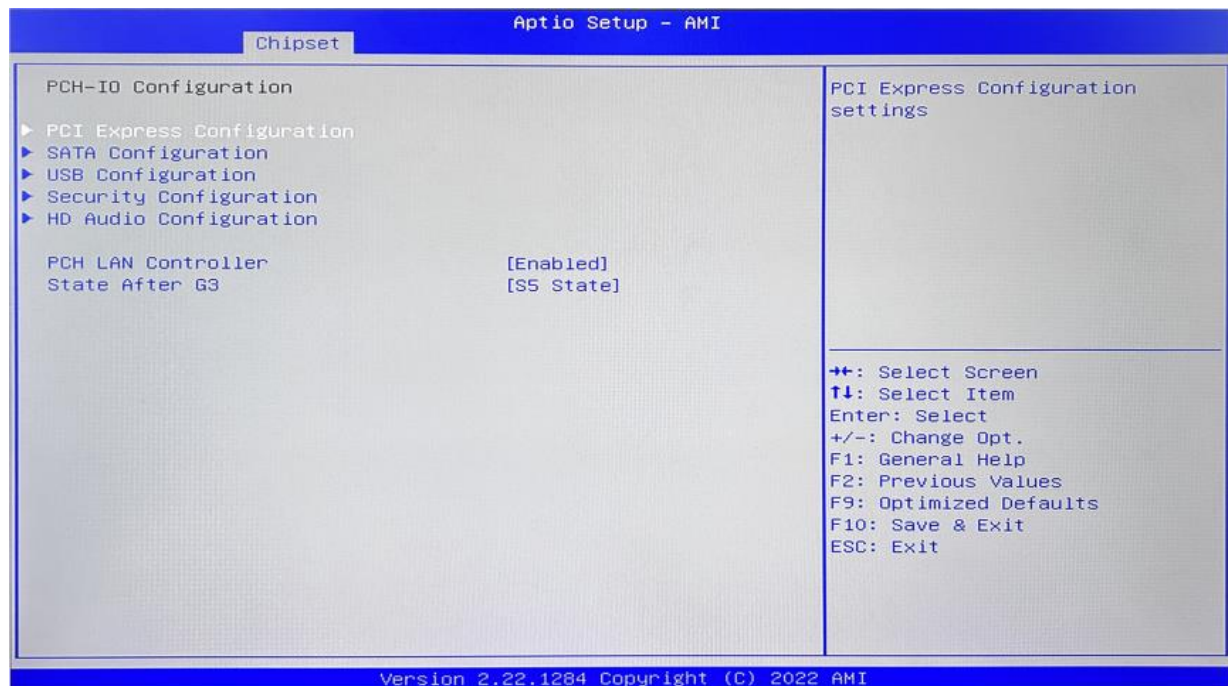 Aptio Setup – AMI
Chipset
PCH-IO Configuration
▶ PCI Express Configuration
▶ SATA Configuration
▶ USB Configuration
▶ Security Configuration
▶ HD Audio Configuration
PCH LAN Controller [Enabled]
State After G3 [S5 State]
PCI Express Configuration
settings
→←: Select Screen
↑↓: Select Item
Enter: Select
+/-: Change Opt.
F1: General Help
F2: Previous Values
F9: Optimized Defaults
F10: Save & Exit
ESC: Exit
Version 2.22.1284 Copyright (C) 2022 AMI